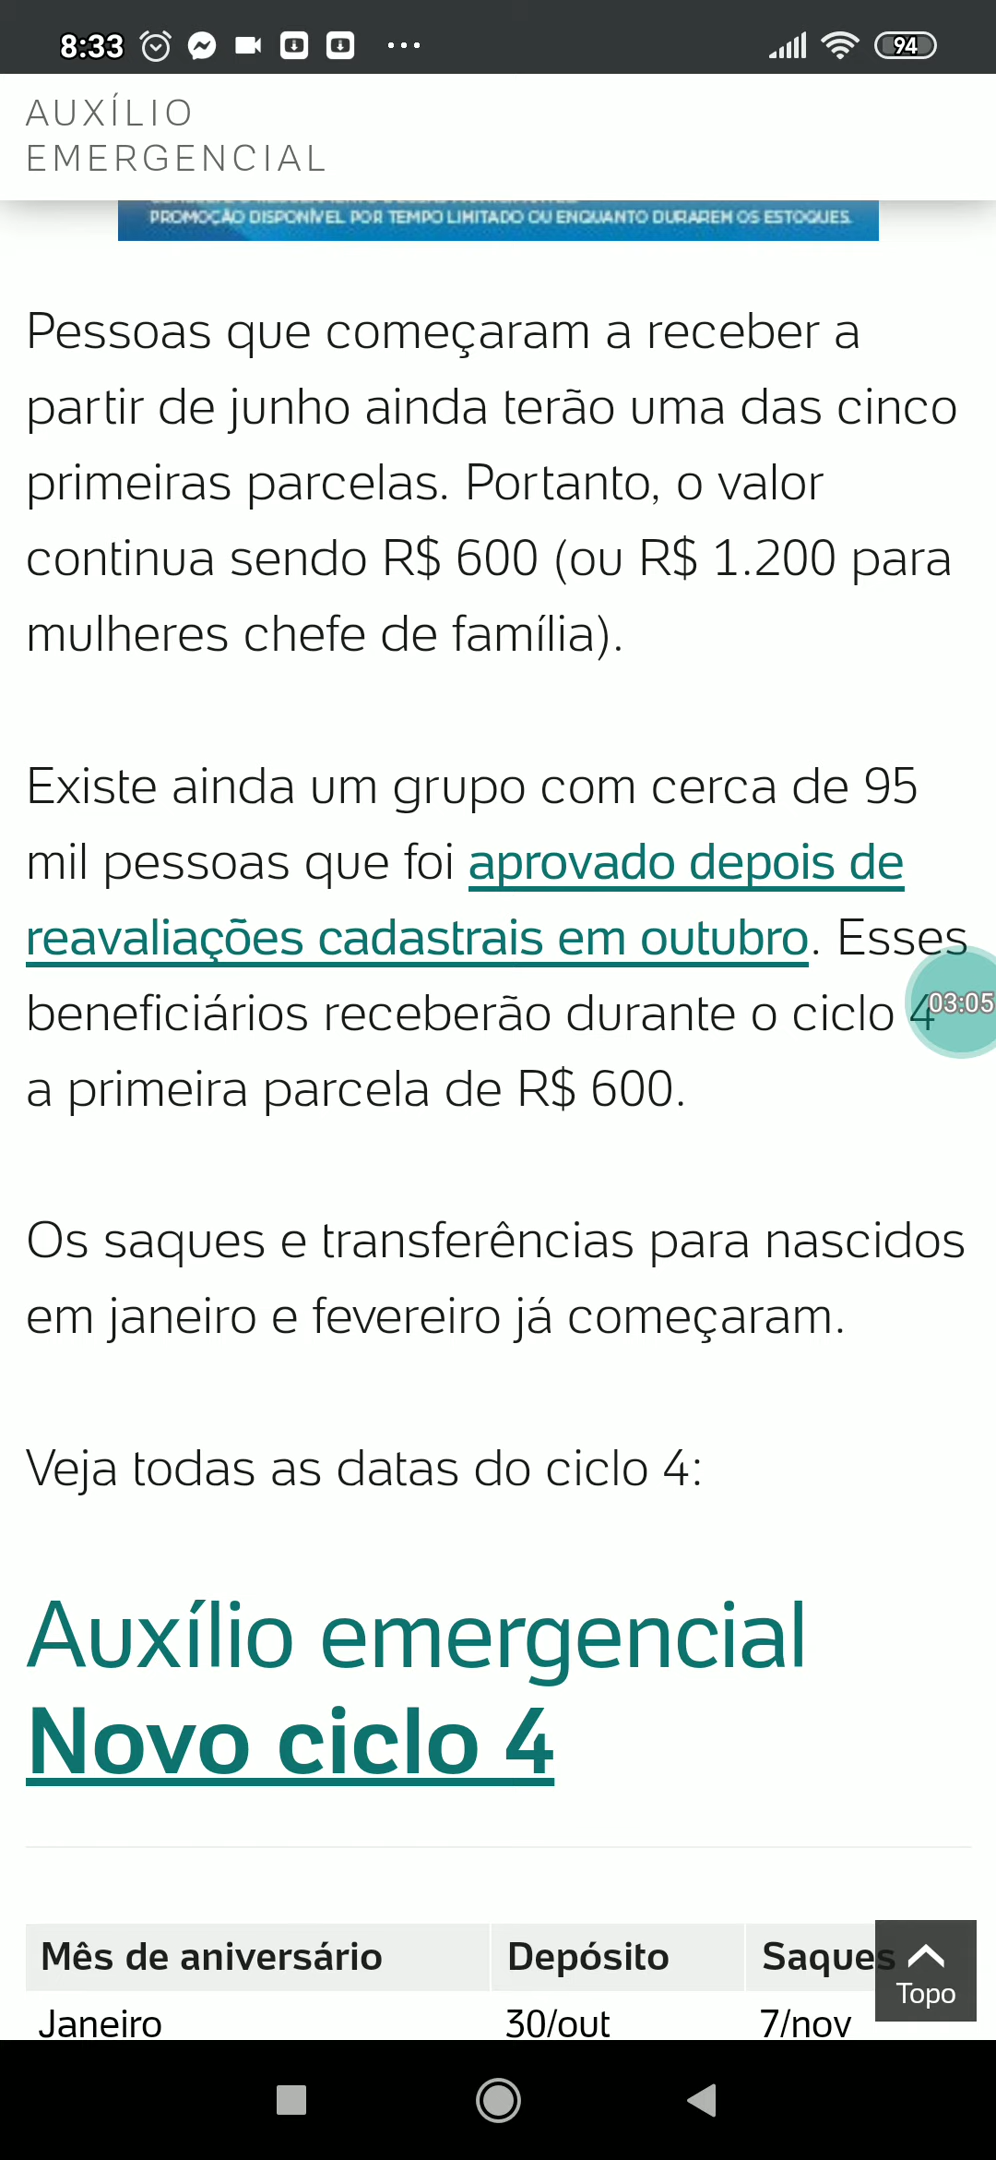 8:33
94
AUXÍLIO
EMERGENCIAL
PROMOÇÃO DISPONÍVEL POR TEMPO LIMITADO OU ENQUANTO DURAREM OS ESTOQUES.
Pessoas que começaram a receber a
partir de junho ainda terão uma das cinco
primeiras parcelas. Portanto, o valor
continua sendo R$ 600 (ou R$ 1.200 para
mulheres chefe de família).
Existe ainda um grupo com cerca de 95
mil pessoas que foi aprovado depois de
reavaliações cadastrais em outubro. Esses
beneficiários receberão durante o ciclo 4
03:05
a primeira parcela de R$ 600.
Os saques e transferências para nascidos
em janeiro e fevereiro já começaram.
Veja todas as datas do ciclo 4:
Auxílio emergencial
Novo ciclo 4
Mês de aniversário Depósito Saques
Topo
Janeiro 30/out 7/nov